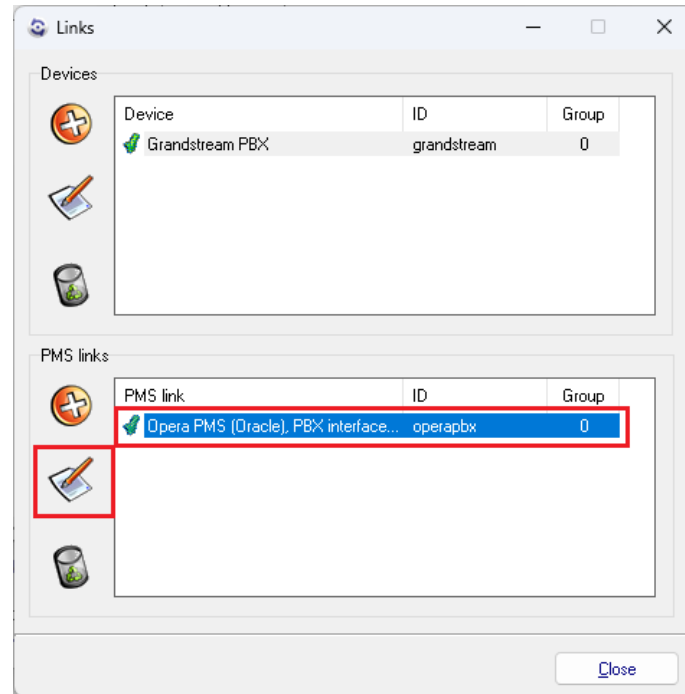 Links
Devices
Device ID Group
Grandstream PBX grandstream 0
PMS links
PMS link ID Group
Opera PMS (Oracle), PBX interface... operapbx 0
Close